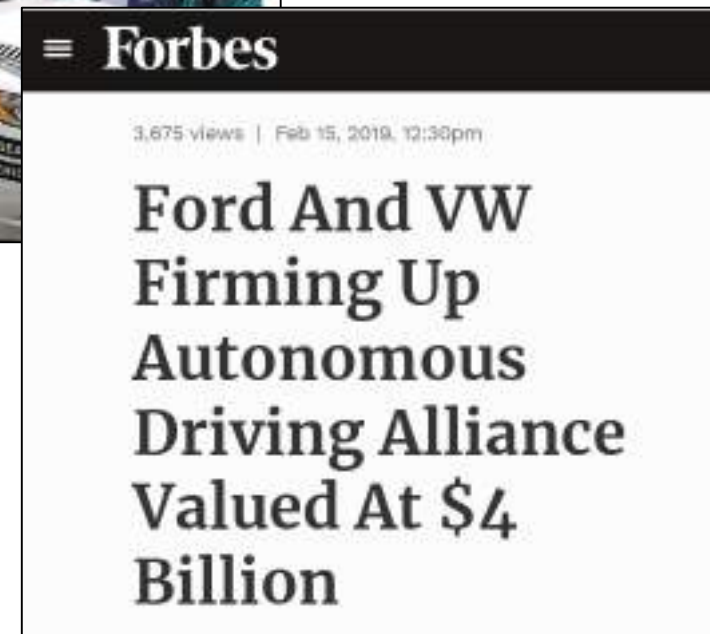 Forbes
3,675 views | Feb 15, 2019, 12:30pm
Ford And VW
Firming Up
Autonomous
Driving Alliance
Valued At $4
Billion